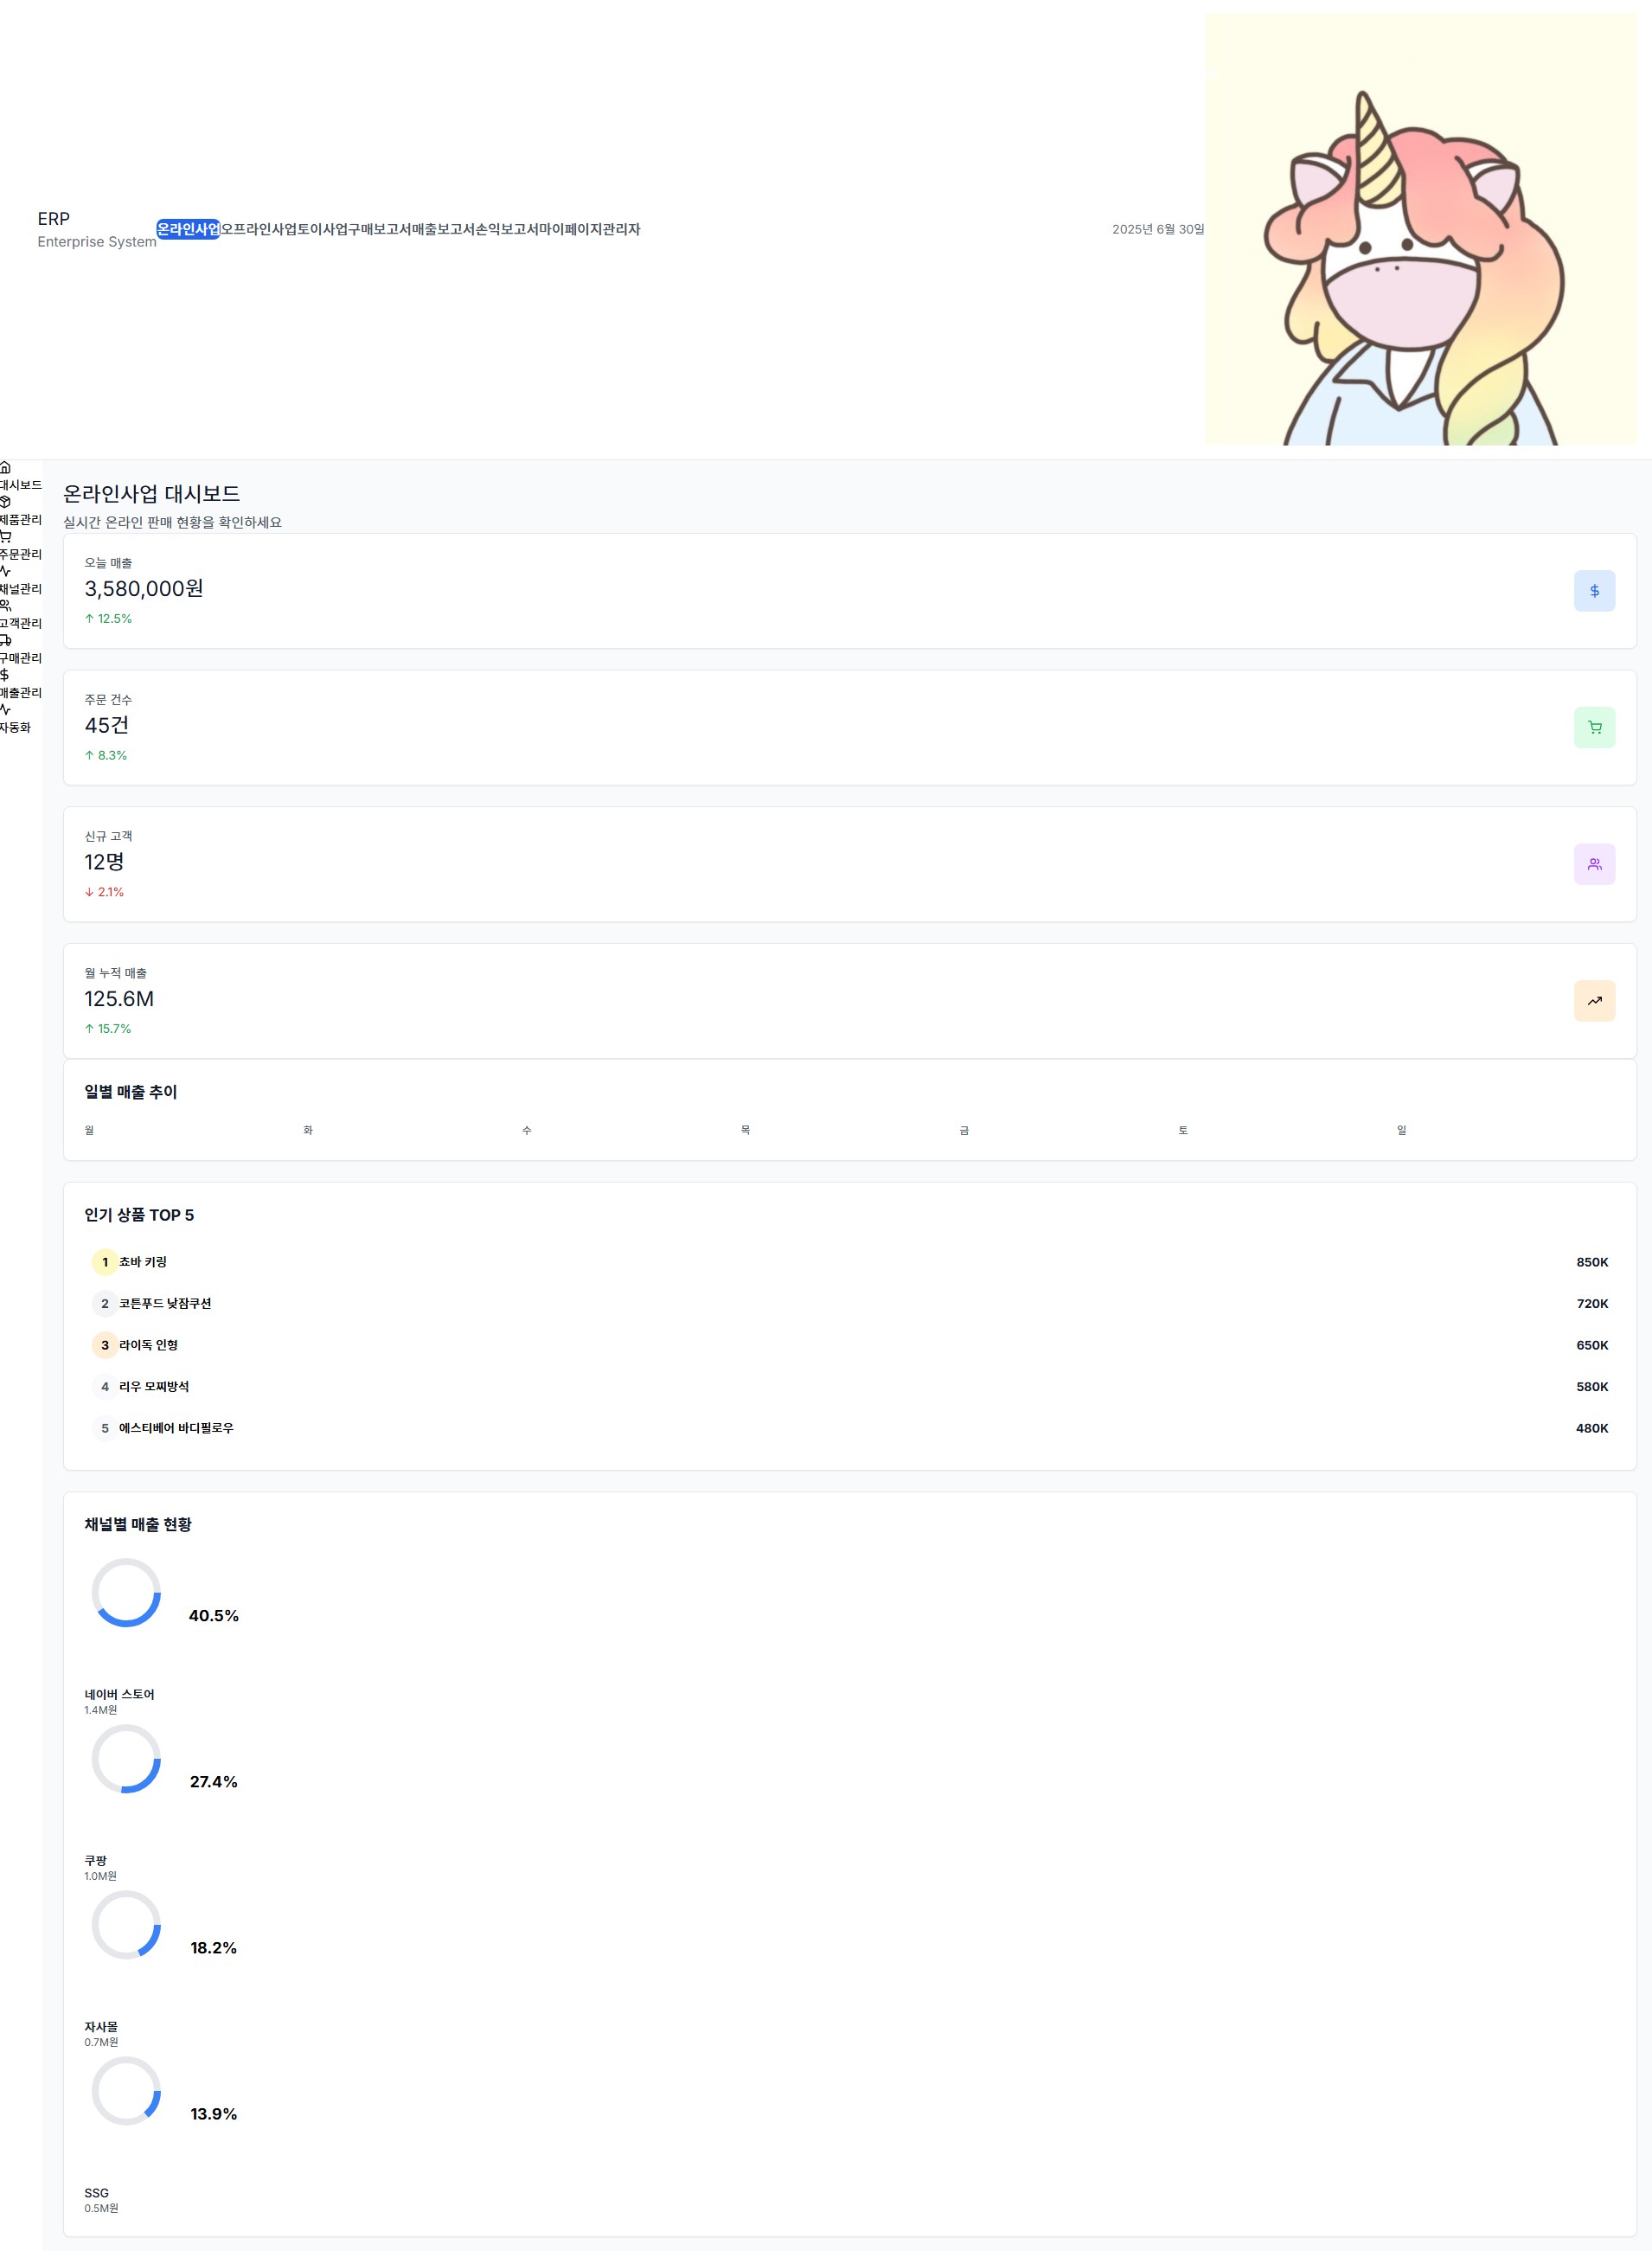 ERP
Enterprise System
온라인사업오프라인사업토이사업구매보고서매출보고서손익보고서마이페이지관리자
2025년 6월 30일
대시보드
제품관리
주문관리
채널관리
고객관리
구매관리
매출관리
자동화
온라인사업 대시보드
실시간 온라인 판매 현황을 확인하세요
오늘 매출
3,580,000원
↑ 12.5%
주문 건수
45건
↑ 8.3%
신규 고객
12명
↓ 2.1%
월 누적 매출
125.6M
↑ 15.7%
일별 매출 추이
월 화 수 목 금 토 일
인기 상품 TOP 5
1 쵸바 키링 850K
2 코튼푸드 낮잠쿠션 720K
3 라이독 인형 650K
4 리우 모찌방석 580K
5 에스티베어 바디필로우 480K
채널별 매출 현황
40.5%
네이버 스토어
1.4M원
27.4%
쿠팡
1.0M원
18.2%
자사몰
0.7M원
13.9%
SSG
0.5M원